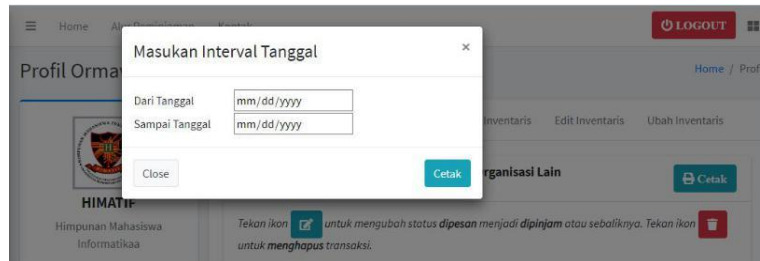 Home
Kontak
LOGOUT
Masukan Interval Tanggal
×
Profil Orma
Home / Prof
Dari Tanggal
mm/dd/yyyy
Sampai Tanggal
mm/dd/yyyy
Inventaris
Edit Inventaris
Ubah Inventaris
Close
Cetak
rganisasi Lain
Cetak
HIMATIF
Himpunan Mahasiswa
Informatikaa
Tekan ikon untuk mengubah status dipesan menjadi dipinjam atau sebaliknya. Tekan ikon
untuk menghapus transaksi.